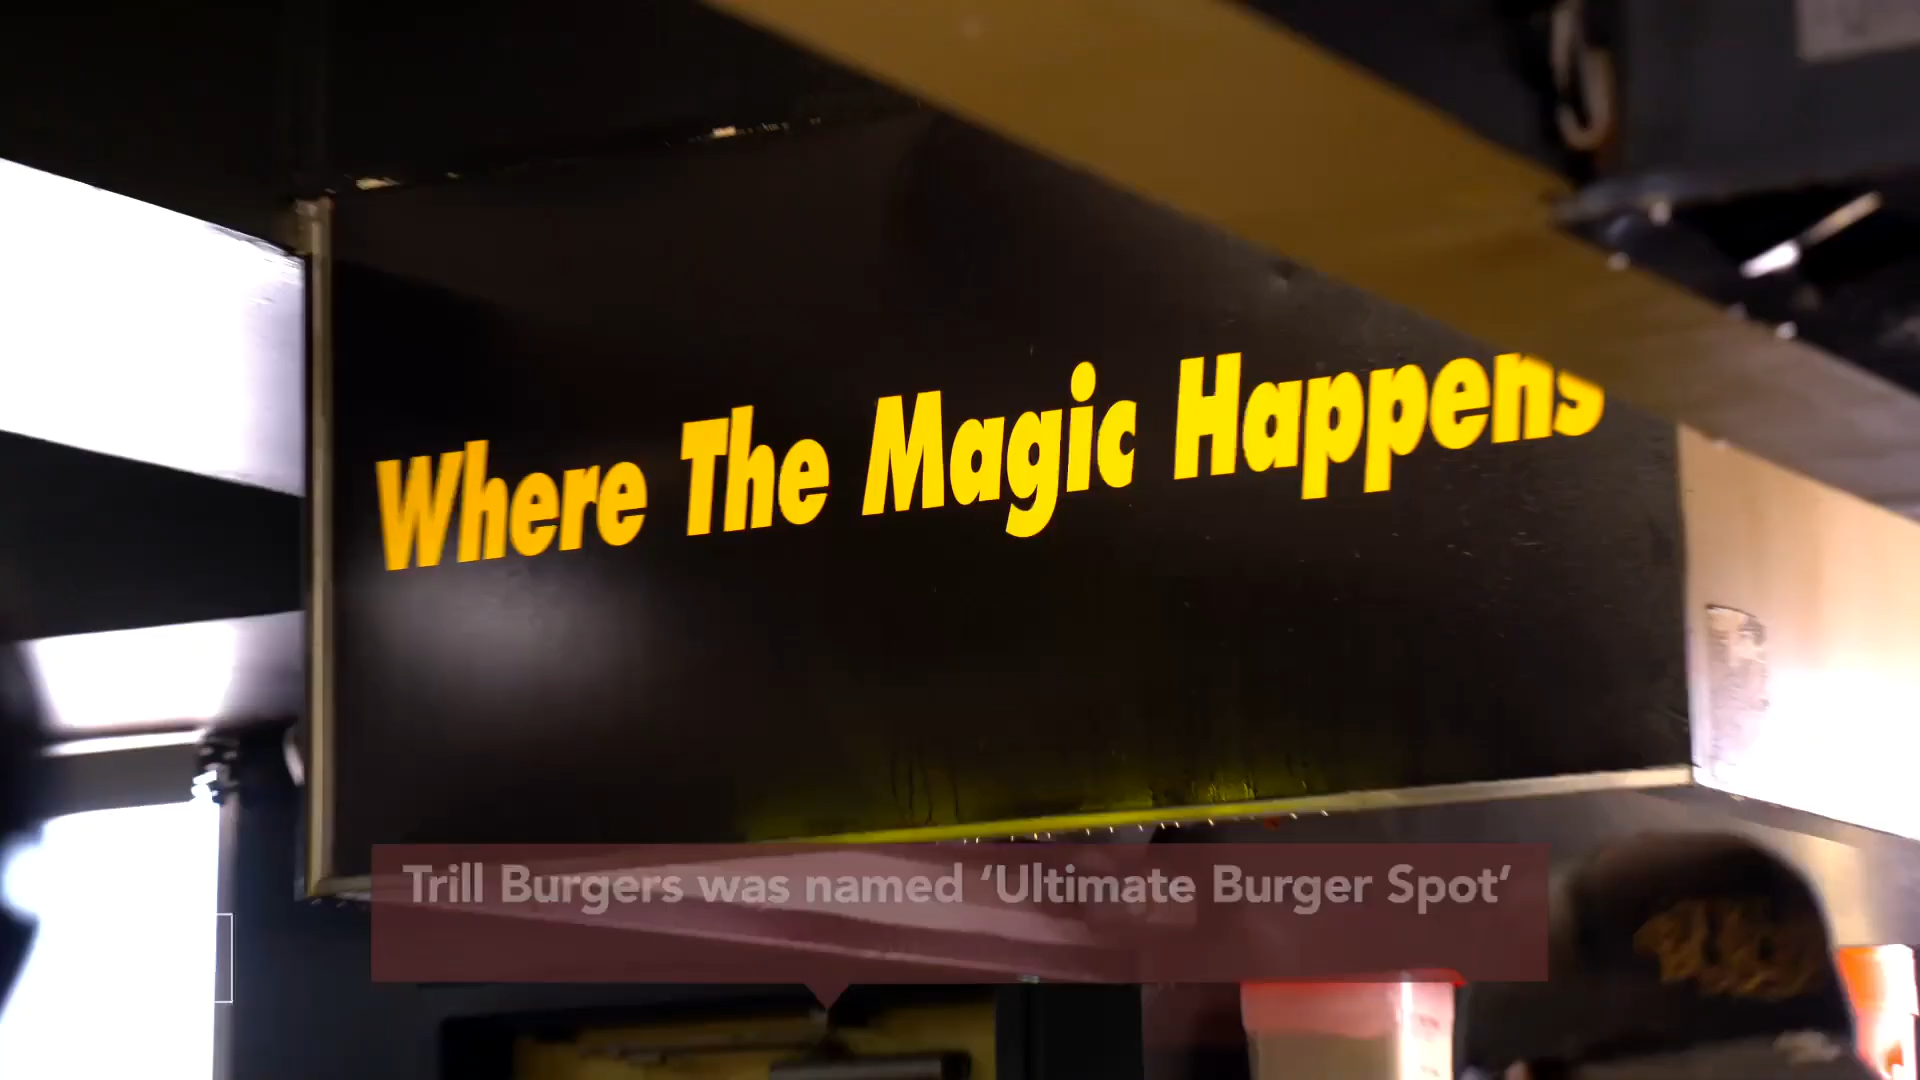 Where The Magic Happens
Trill Burgers was named ‘Ultimate Burger Spot’